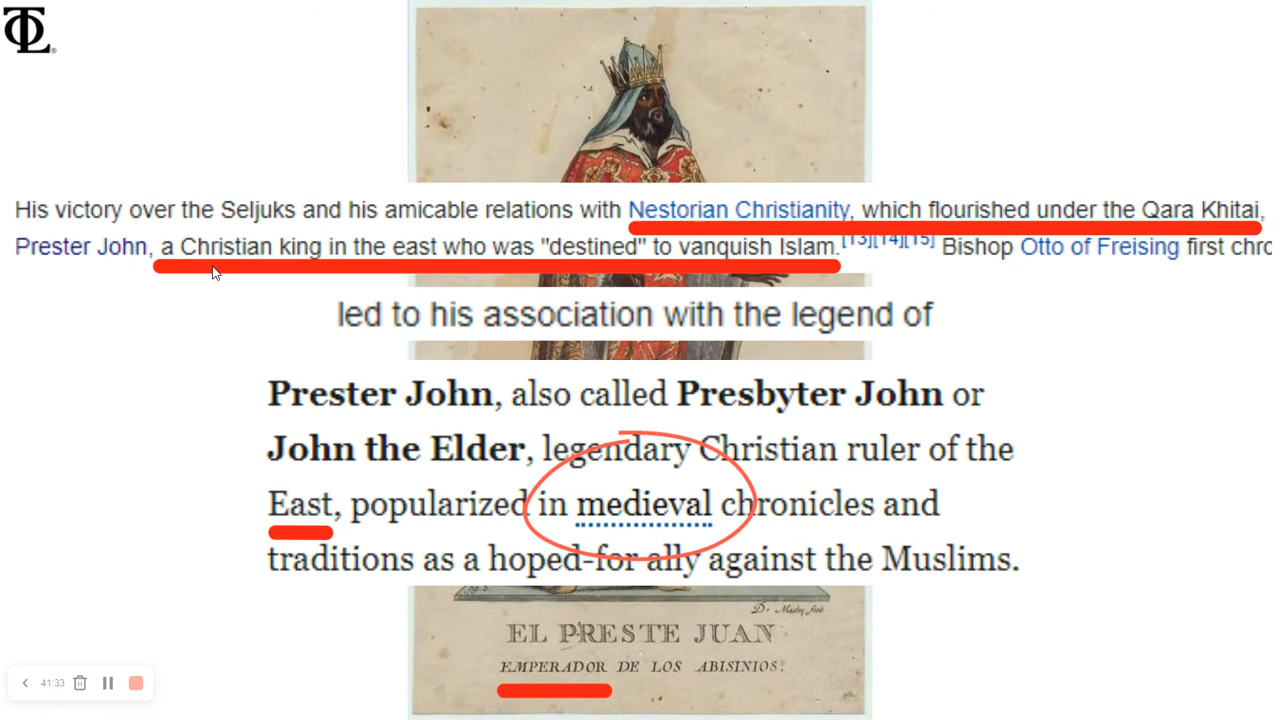 TOL
His victory over the Seljuks and his amicable relations with Nestorian Christianity, which flourished under the Qara Khitai,
Prester John, a Christian king in the east who was "destined" to vanquish Islam.[13][14][15] Bishop Otto of Freising first chro
led to his association with the legend of
Prester John, also called Presbyter John or
John the Elder, legendary Christian ruler of the
East, popularized in medieval chronicles and
traditions as a hoped-for ally against the Muslims.
EL PRESTE JUAN
EMPERADOR DE LOS ABISINIOS.
41:33